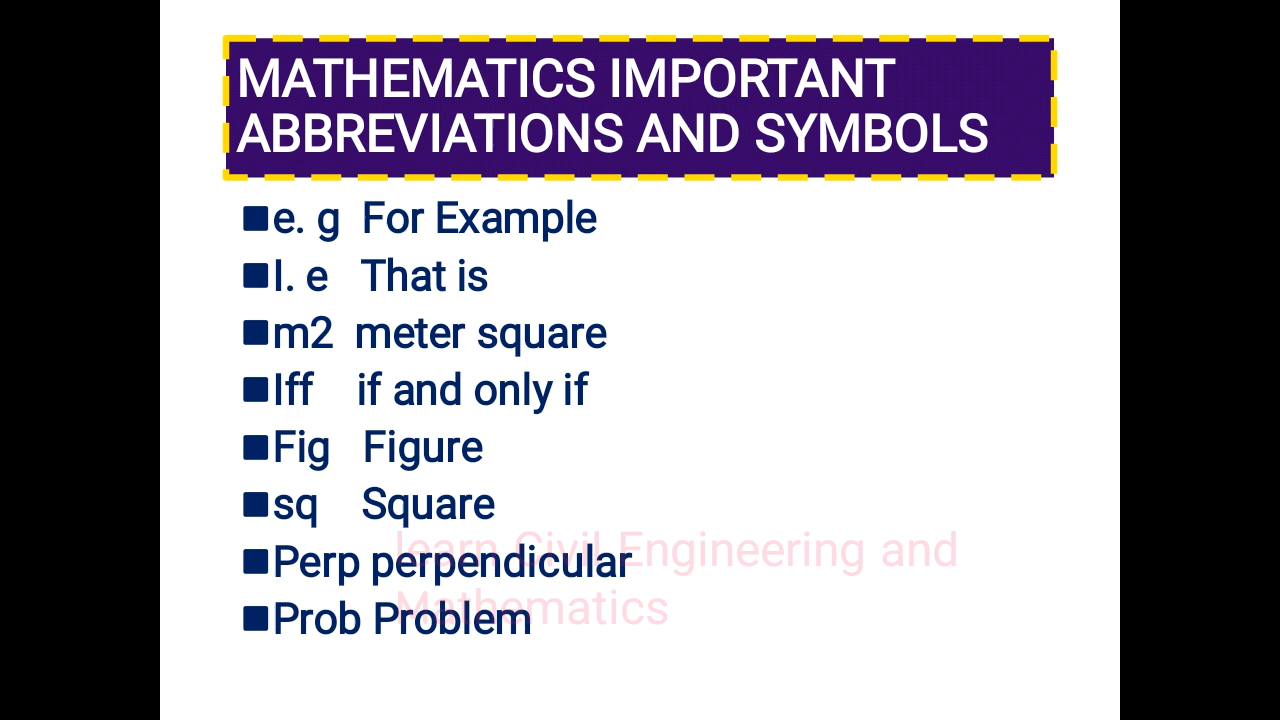 MATHEMATICS IMPORTANT
ABBREVIATIONS AND SYMBOLS
e. g For Example
I. e That is
m2 meter square
Iff if and only if
Fig Figure
sq Square
learn Civil Engineering and
Perp perpendicular
Mathematics
Prob Problem